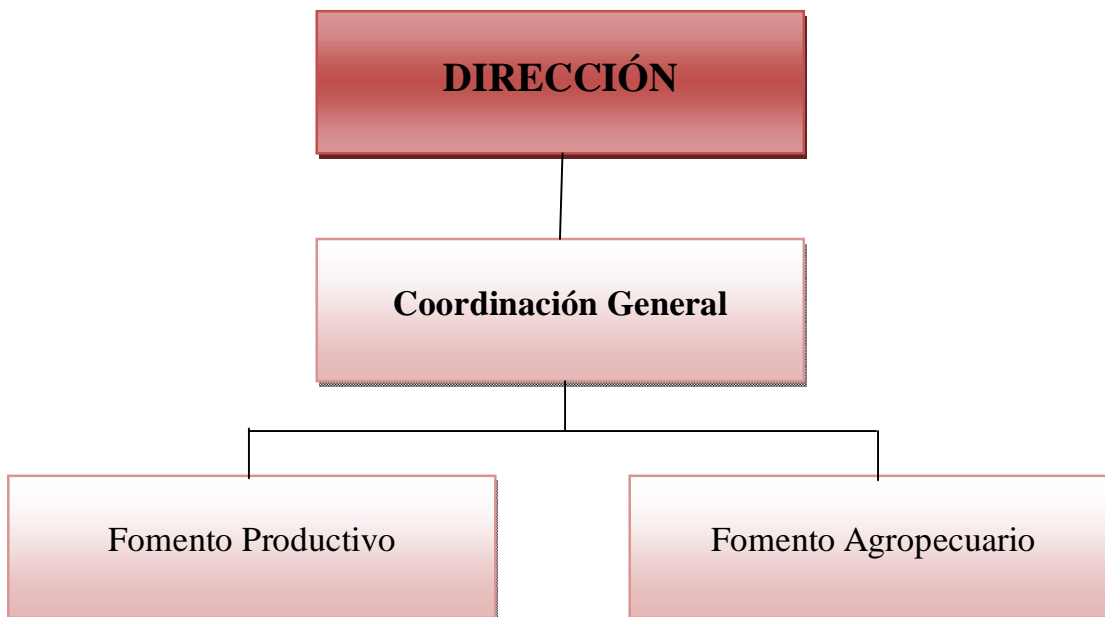 DIRECCIÓN
Coordinación General
Fomento Productivo
Fomento Agropecuario